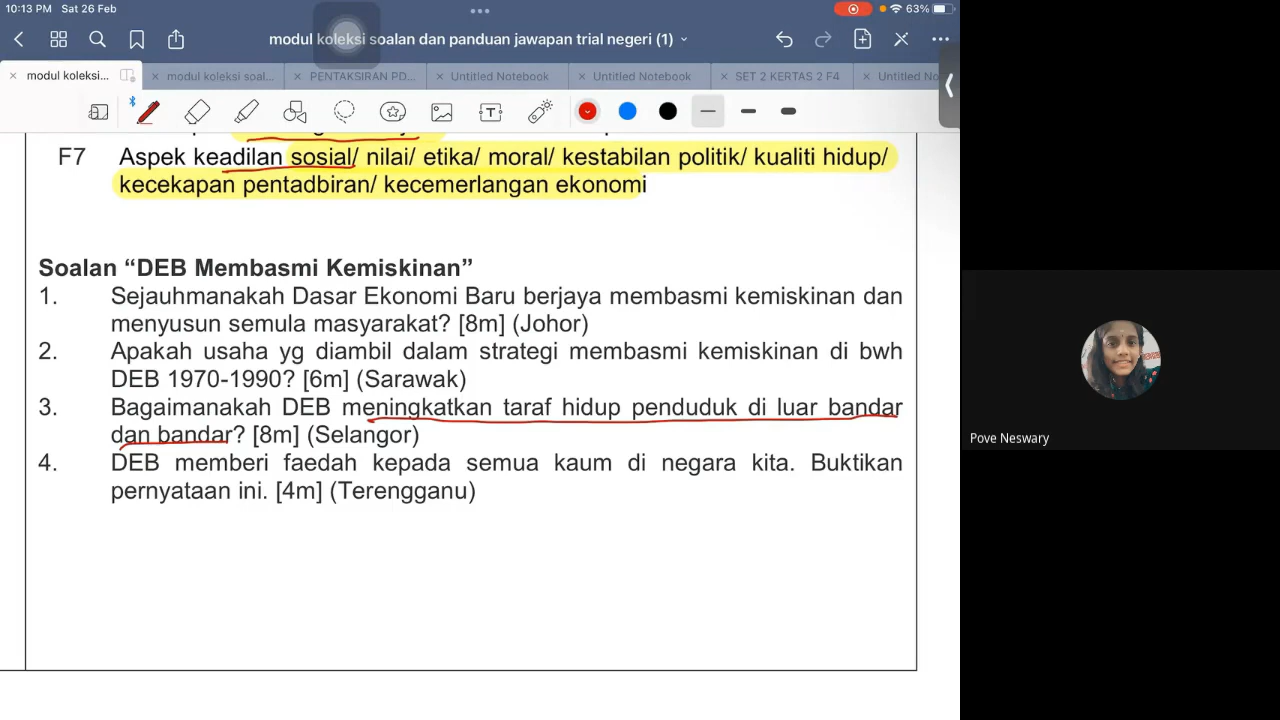 10:13 PM Sat 26 Feb
63%
modul koleksi soalan dan panduan jawapan trial negeri (1)
modul koleksi...
modul koleksi soal...
PENTAKSIRAN PD...
Untitled Notebook
Untitled Notebook
SET 2 KERTAS 2 F4
Untitled No
F7 Aspek keadilan sosial/ nilai/ etika/ moral/ kestabilan politik/ kualiti hidup/
kecekapan pentadbiran/ kecemerlangan ekonomi
Soalan “DEB Membasmi Kemiskinan”
1. Sejauhmanakah Dasar Ekonomi Baru berjaya membasmi kemiskinan dan
menyusun semula masyarakat? [8m] (Johor)
2. Apakah usaha yg diambil dalam strategi membasmi kemiskinan di bwh
DEB 1970-1990? [6m] (Sarawak)
3. Bagaimanakah DEB meningkatkan taraf hidup penduduk di luar bandar
dan bandar? [8m] (Selangor)
4. DEB memberi faedah kepada semua kaum di negara kita. Buktikan
pernyataan ini. [4m] (Terengganu)
Pove Neswary